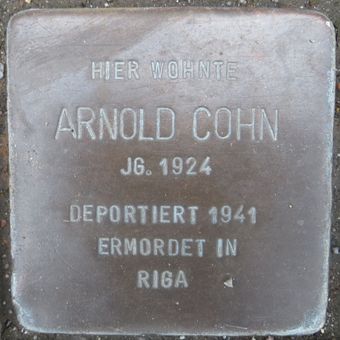 HIER WOHNTE
ARNOLD COHN
JG. 1924
DEPORTIERT 1941
ERMORDET IN
RIGA